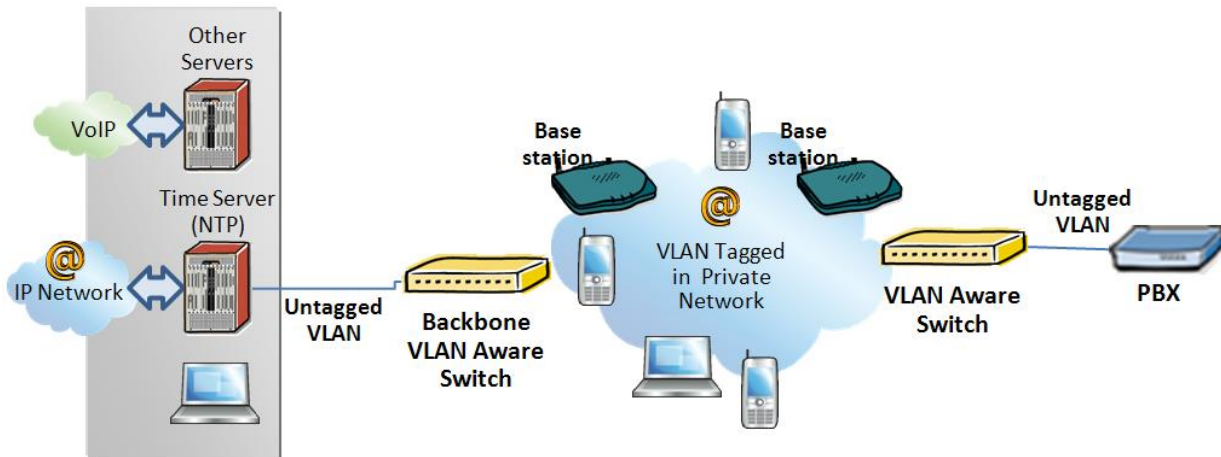 Other
Servers
VoIP
Time Server
(NTP)
@
IP Network
Untagged
VLAN
Backbone
VLAN Aware
Switch
Base
station
@
VLAN Tagged
in Private
Network
Base
station
VLAN Aware
Switch
Untagged
VLAN
PBX